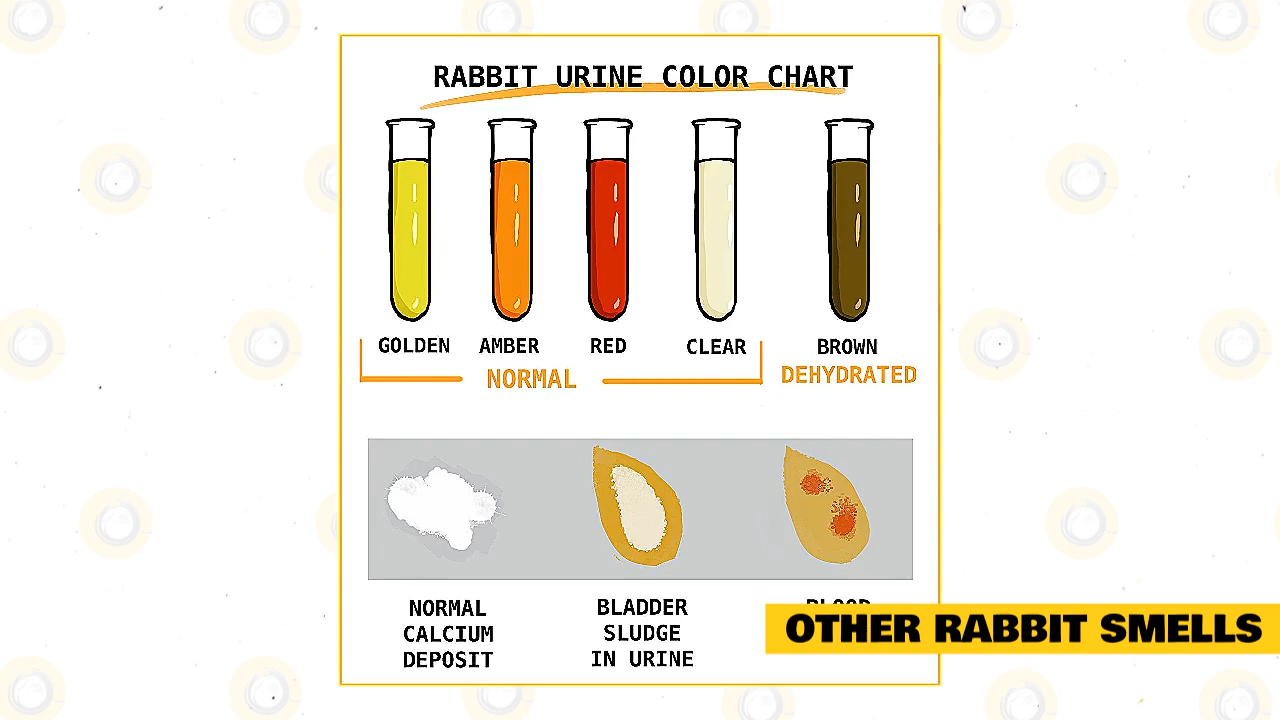 RABBIT URINE COLOR CHART
GOLDEN AMBER RED CLEAR BROWN
NORMAL DEHYDRATED
NORMAL CALCIUM DEPOSIT
BLADDER SLUDGE IN URINE
BLOOD
OTHER RABBIT SMELLS